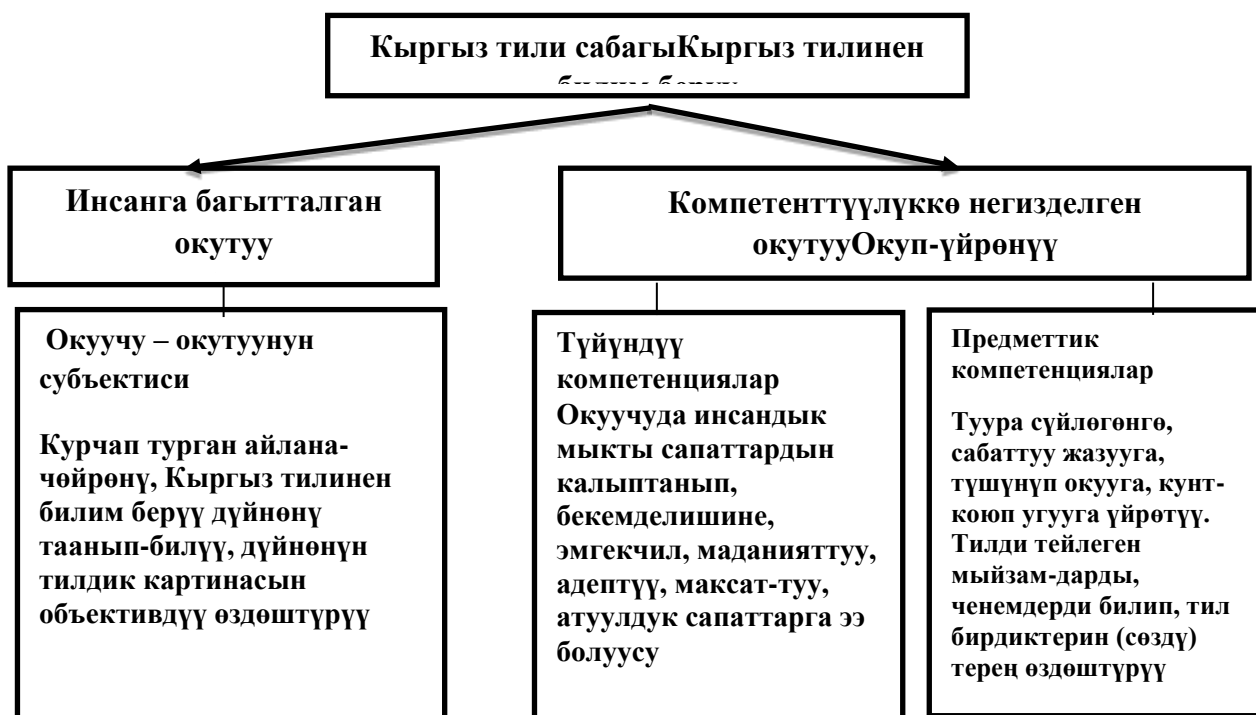 Кыргыз тили сабагыКыргыз тилинен
Инсанга багытталган
окутуу
Компетенттүүлүккө негизделген
окутууОкуп-үйрөнүү
Окуучу – окутуунун
субъектиси
Курчап турган айлана-
чөйрөнү, Кыргыз тилинен
билим берүү дүйнөнү
таанып-билүү, дүйнөнүн
тилдик картинасын
объективдүү өздөштүрүү
Түйүндүү
компетенциялар
Окуучуда инсандык
мыкты сапаттардын
калыптанып,
бекемделишине,
эмгекчил, маданияттуу,
адептүү, максат-туу,
атуулдук сапаттарга ээ
болуусу
Предметтик
компетенциялар
Туура сүйлөгөнгө,
сабаттуу жазууга,
түшүнүп окууга, кунт-
коюп угууга үйрөтүү.
Тилди тейлеген
мыйзам-дарды,
ченемдерди билип, тил
бирдиктерин (сөздү)
терең өздөштүрүү